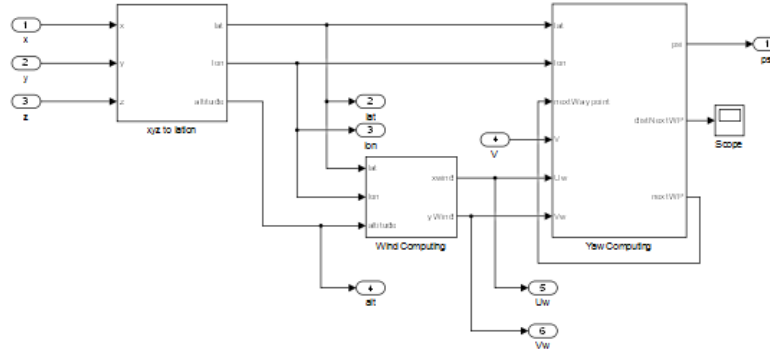 1
x
2
y
3
z
x
y
z
lat
lon
altitude
xyz to latlon
2
lat
3
lon
4
alt
lat
lon
altitude
xwind
yWind
Wind Computing
4
V
lat
lon
nextWaypoint
V
Uw
Vw
psi
distNextWP
nextWP
Yaw Computing
1
Scope
5
Uw
6
Vw